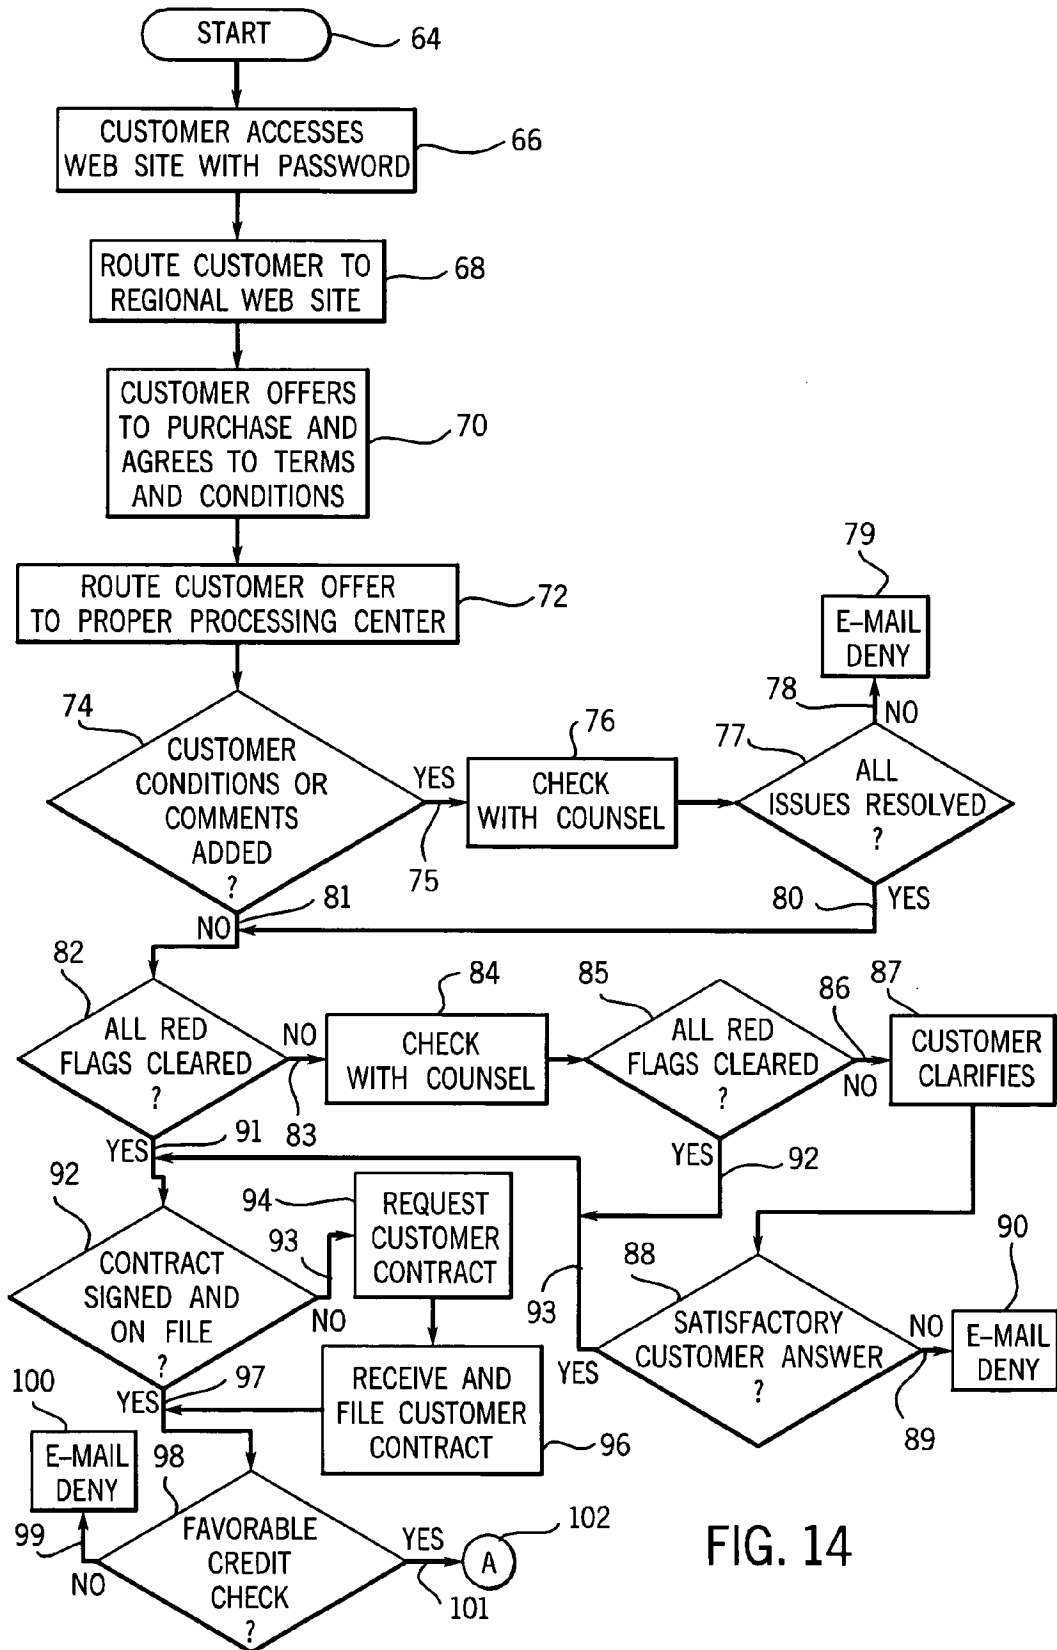 START
64
CUSTOMER ACCESSES
WEB SITE WITH PASSWORD
66
ROUTE CUSTOMER TO
REGIONAL WEB SITE
68
CUSTOMER OFFERS
TO PURCHASE AND
AGREES TO TERMS
AND CONDITIONS
70
ROUTE CUSTOMER OFFER
TO PROPER PROCESSING CENTER
72
79
E-MAIL
DENY
78
NO
74
CUSTOMER
CONDITIONS OR
COMMENTS
ADDED
?
YES
75
76
CHECK
WITH COUNSEL
77
ALL
ISSUES RESOLVED
?
80
YES
81
NO
82
ALL RED
FLAGS CLEARED
?
NO
83
84
CHECK
WITH COUNSEL
85
ALL RED
FLAGS CLEARED
?
86
NO
87
CUSTOMER
CLARIFIES
YES
91
YES
92
92
CONTRACT
SIGNED AND
ON FILE
?
93
NO
94
REQUEST
CUSTOMER
CONTRACT
93
88
SATISFACTORY
CUSTOMER ANSWER
?
YES
NO
89
90
E-MAIL
DENY
YES
97
RECEIVE AND
FILE CUSTOMER
CONTRACT
96
100
E-MAIL
DENY
99
NO
98
FAVORABLE
CREDIT
CHECK
?
YES
101
A
102
FIG. 14